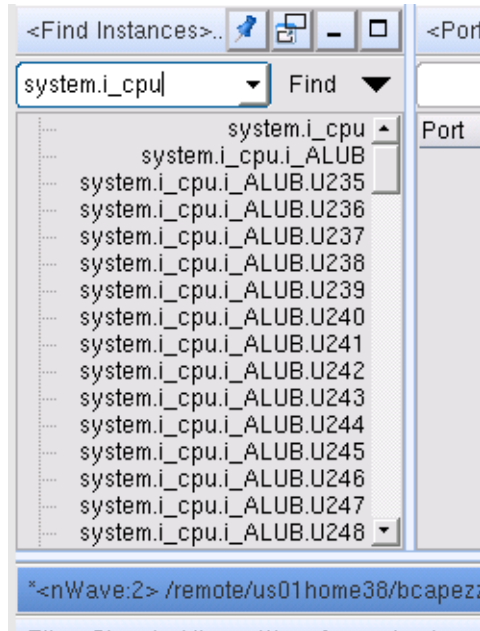 <Find Instances>..
<Port
system.i_cpu
Find
Port
system.i_cpu
system.i_cpu.i_ALUB
system.i_cpu.i_ALUB.U235
system.i_cpu.i_ALUB.U236
system.i_cpu.i_ALUB.U237
system.i_cpu.i_ALUB.U238
system.i_cpu.i_ALUB.U239
system.i_cpu.i_ALUB.U240
system.i_cpu.i_ALUB.U241
system.i_cpu.i_ALUB.U242
system.i_cpu.i_ALUB.U243
system.i_cpu.i_ALUB.U244
system.i_cpu.i_ALUB.U245
system.i_cpu.i_ALUB.U246
system.i_cpu.i_ALUB.U247
system.i_cpu.i_ALUB.U248
*<nWave:2> /remote/us01home38/bcapezz